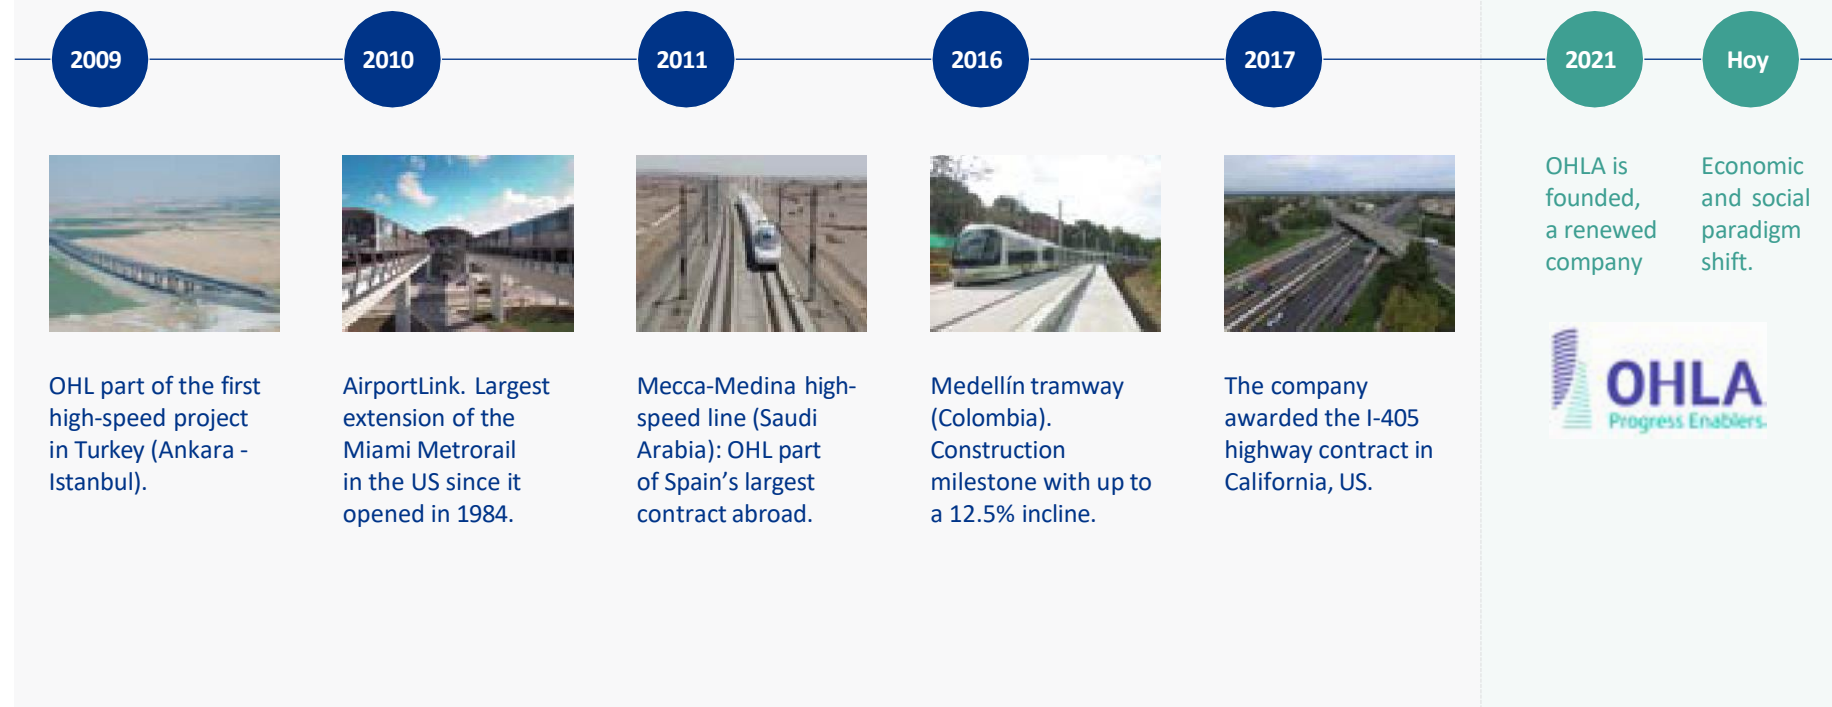 2009
2010
2011
2016
2017
2021
Hoy
OHL part of the first
high-speed project
in Turkey (Ankara -
Istanbul).
AirportLink. Largest
extension of the
Miami Metrorail
in the US since it
opened in 1984.
Mecca-Medina high-
speed line (Saudi
Arabia): OHL part
of Spain’s largest
contract abroad.
Medellín tramway
(Colombia).
Construction
milestone with up to
a 12.5% incline.
The company
awarded the I-405
highway contract in
California, US.
OHLA is
founded,
a renewed
company
Economic
and social
paradigm
shift.
OHLA
Progress Enablers